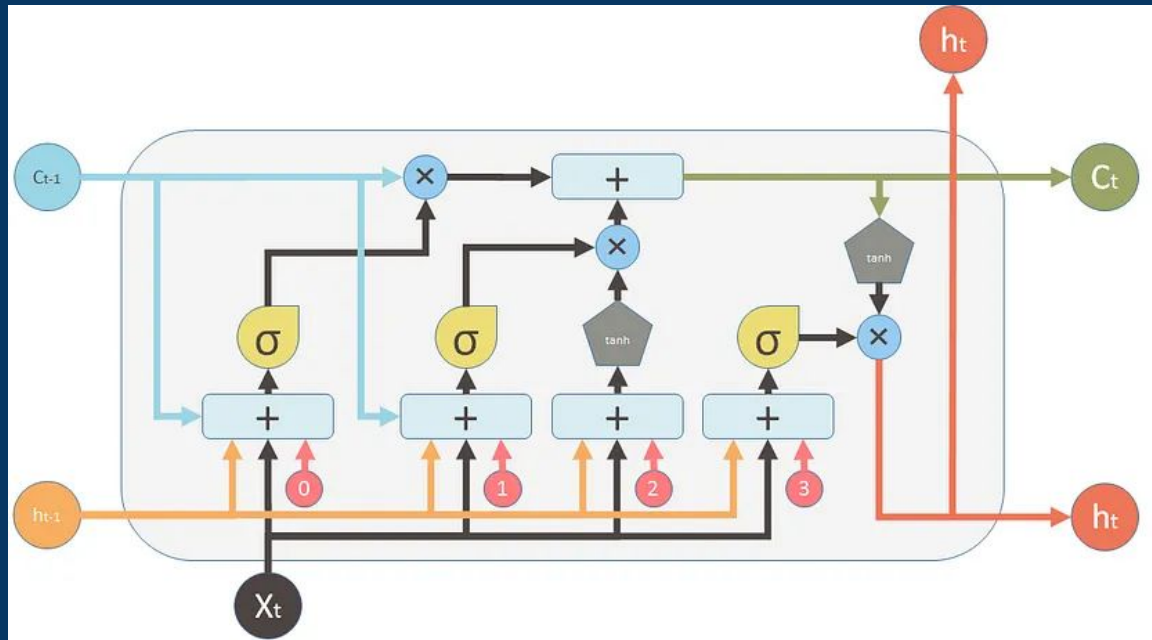 ht
Ct-1
×
+
Ct
×
tanh
σ
σ
tanh
σ
×
+
+
+
+
0
1
2
3
ht-1
ht
Xt